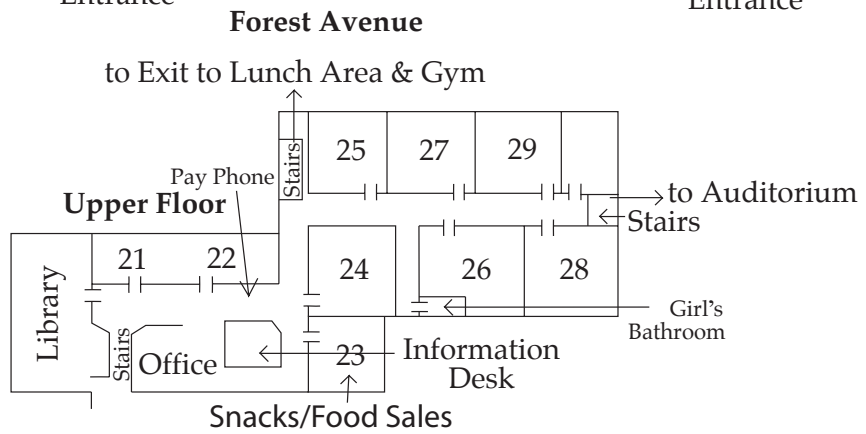 Entrance
Entrance
Forest Avenue
to Exit to Lunch Area & Gym
25
27
29
Stairs
Pay Phone
Upper Floor
to Auditorium
Stairs
21
22
24
26
28
Library
Girl's
Bathroom
Stairs
Office
23
Information
Desk
Snacks/Food Sales